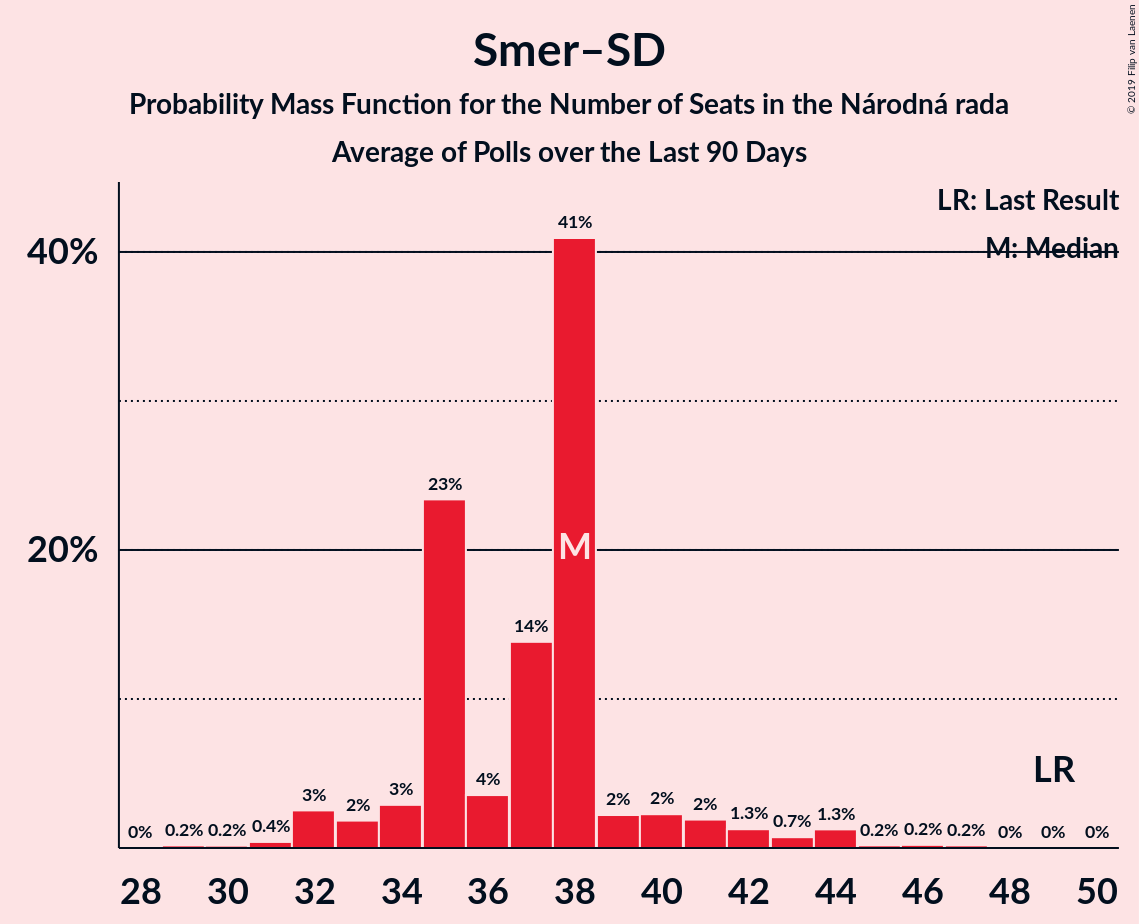 © 2019 Filip van Laenen
Smer–SD
Probability Mass Function for the Number of Seats in the Národná rada
Average of Polls over the Last 90 Days
LR: Last Result
M: Median
40%
20%
0%
0.2%
0.2%
0.4%
3%
2%
3%
23%
4%
14%
41%
M
2%
2%
2%
1.3%
0.7%
1.3%
0.2%
0.2%
0.2%
0%
0%
0%
LR
28 30 32 34 36 38 40 42 44 46 48 50